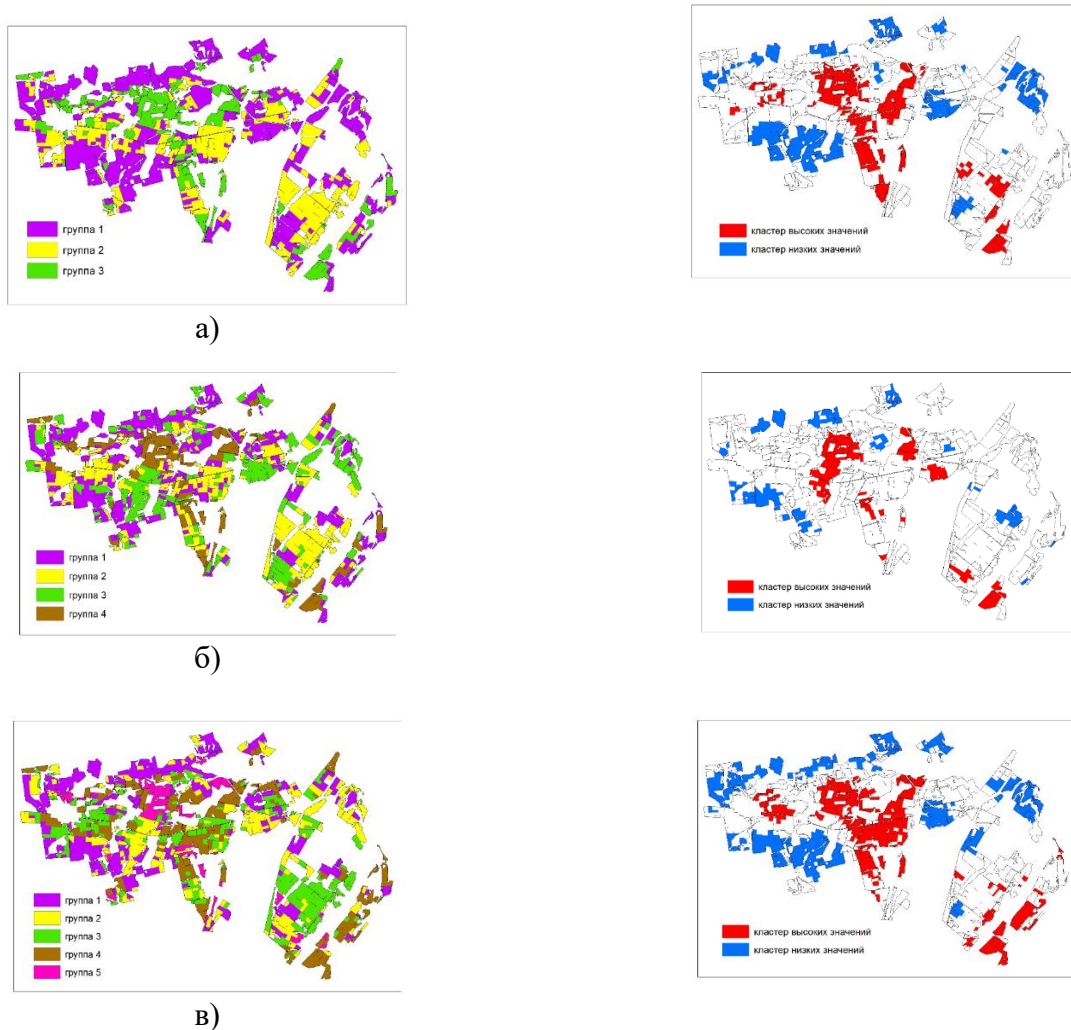 группа 1
группа 2
группа 3
кластер высоких значений
кластер низких значений
а)
группа 1
группа 2
группа 3
группа 4
кластер высоких значений
кластер низких значений
б)
группа 1
группа 2
группа 3
группа 4
группа 5
кластер высоких значений
кластер низких значений
в)